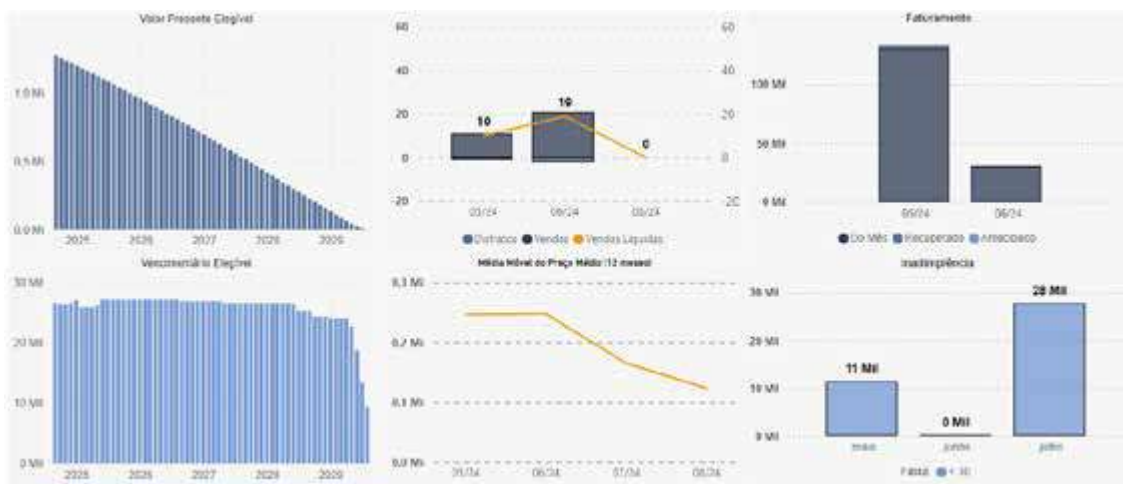 Valor Presente Elegível
1.0 Mi
0.5 Mi
0.0 Mi
2025
2026
2027
2028
2029
60
40
20
0
-20
60
40
20
0
-20
10
19
0
05/24
06/24
08/24
Distratos
Vendas
Vendas Líquidas
Faturamento
100 Mil
50 Mil
0 Mil
05/24
06/24
Do Mês
Recuperado
Antecipado
Vencimentário Elegível
30 Mil
20 Mil
10 Mil
0 Mil
2025
2026
2027
2028
2029
Média Móvel do Preço Médio (12 meses)
0.3 Mi
0.2 Mi
0.1 Mi
0.0 Mi
05/24
06/24
07/24
08/24
Inadimplência
30 Mil
20 Mil
10 Mil
0 Mil
11 Mil
0 Mil
28 Mil
maio
junho
julho